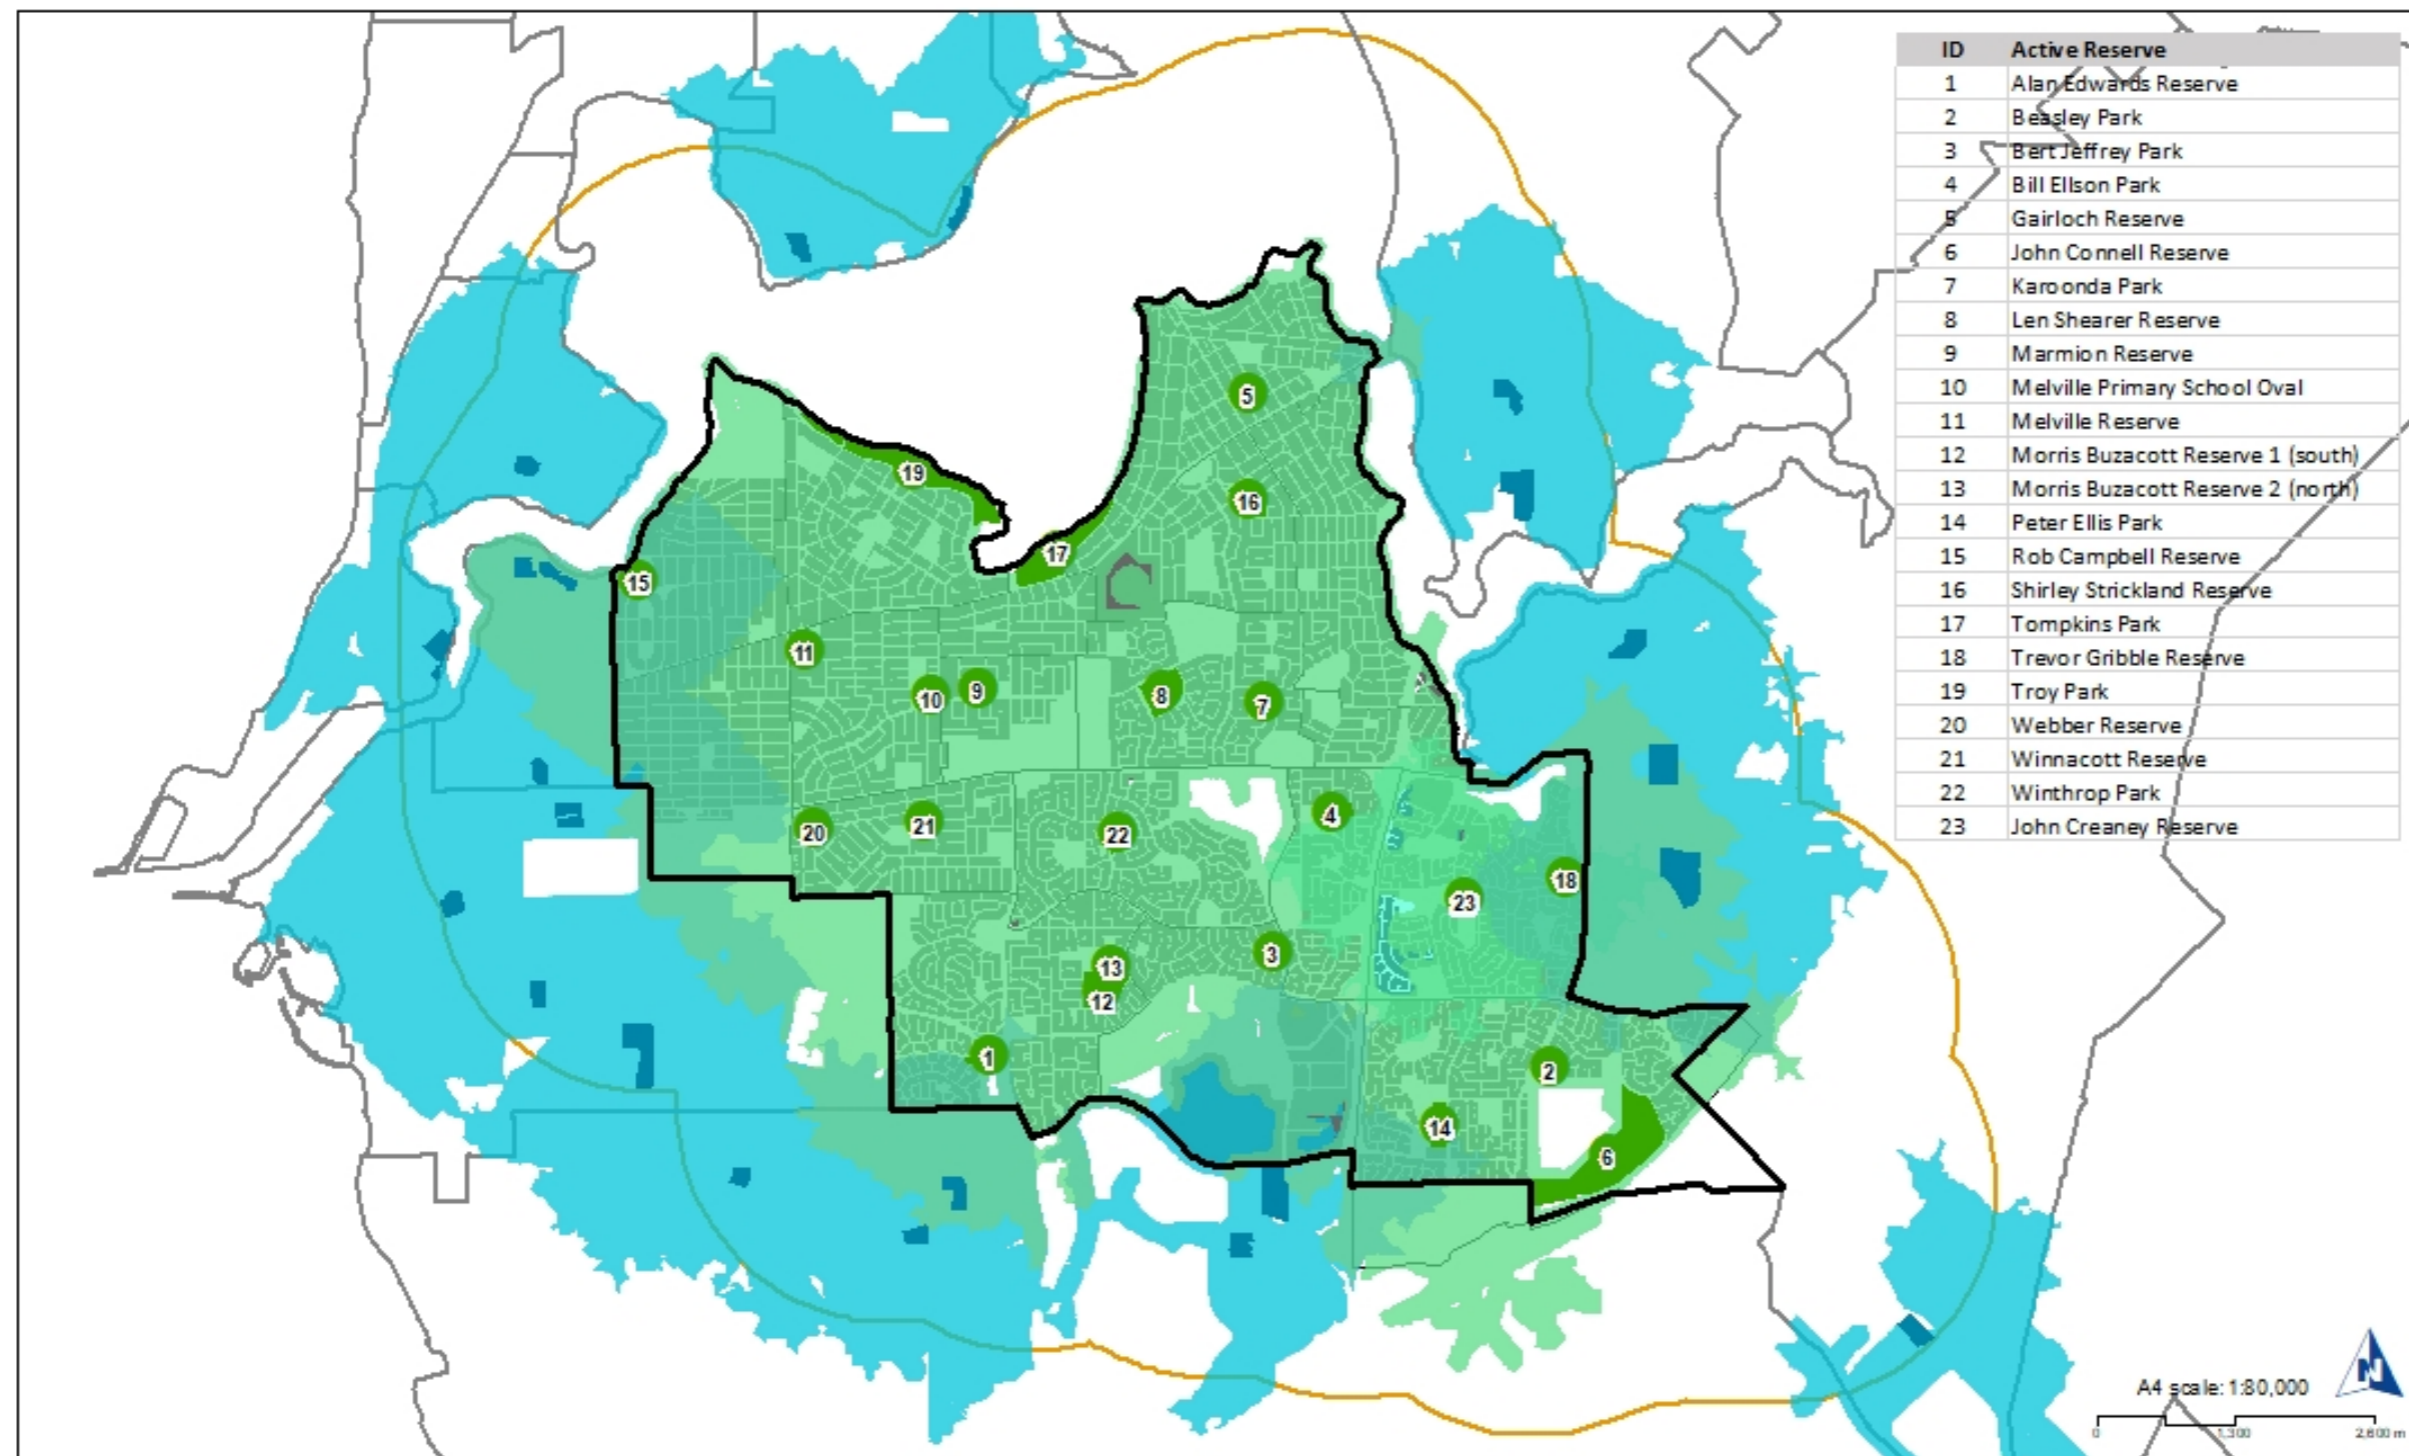 ID Active Reserve
1 Alan Edwards Reserve
2 Beasley Park
3 Bert Jeffrey Park
4 Bill Ellson Park
5 Gairloch Reserve
6 John Connell Reserve
7 Karoonda Park
8 Len Shearer Reserve
9 Marmion Reserve
10 Melville Primary School Oval
11 Melville Reserve
12 Morris Buzacott Reserve 1 (south)
13 Morris Buzacott Reserve 2 (north)
14 Peter Ellis Park
15 Rob Campbell Reserve
16 Shirley Strickland Reserve
17 Tompkins Park
18 Trevor Gribble Reserve
19 Troy Park
20 Webber Reserve
21 Winnacott Reserve
22 Winthrop Park
23 John Creaney Reserve
5
19
16
17
15
11
10
9
8
7
4
20
21
22
18
23
3
13
12
1
2
14
6
N
A4 scale: 1:80,000
0 1,300 2,600 m